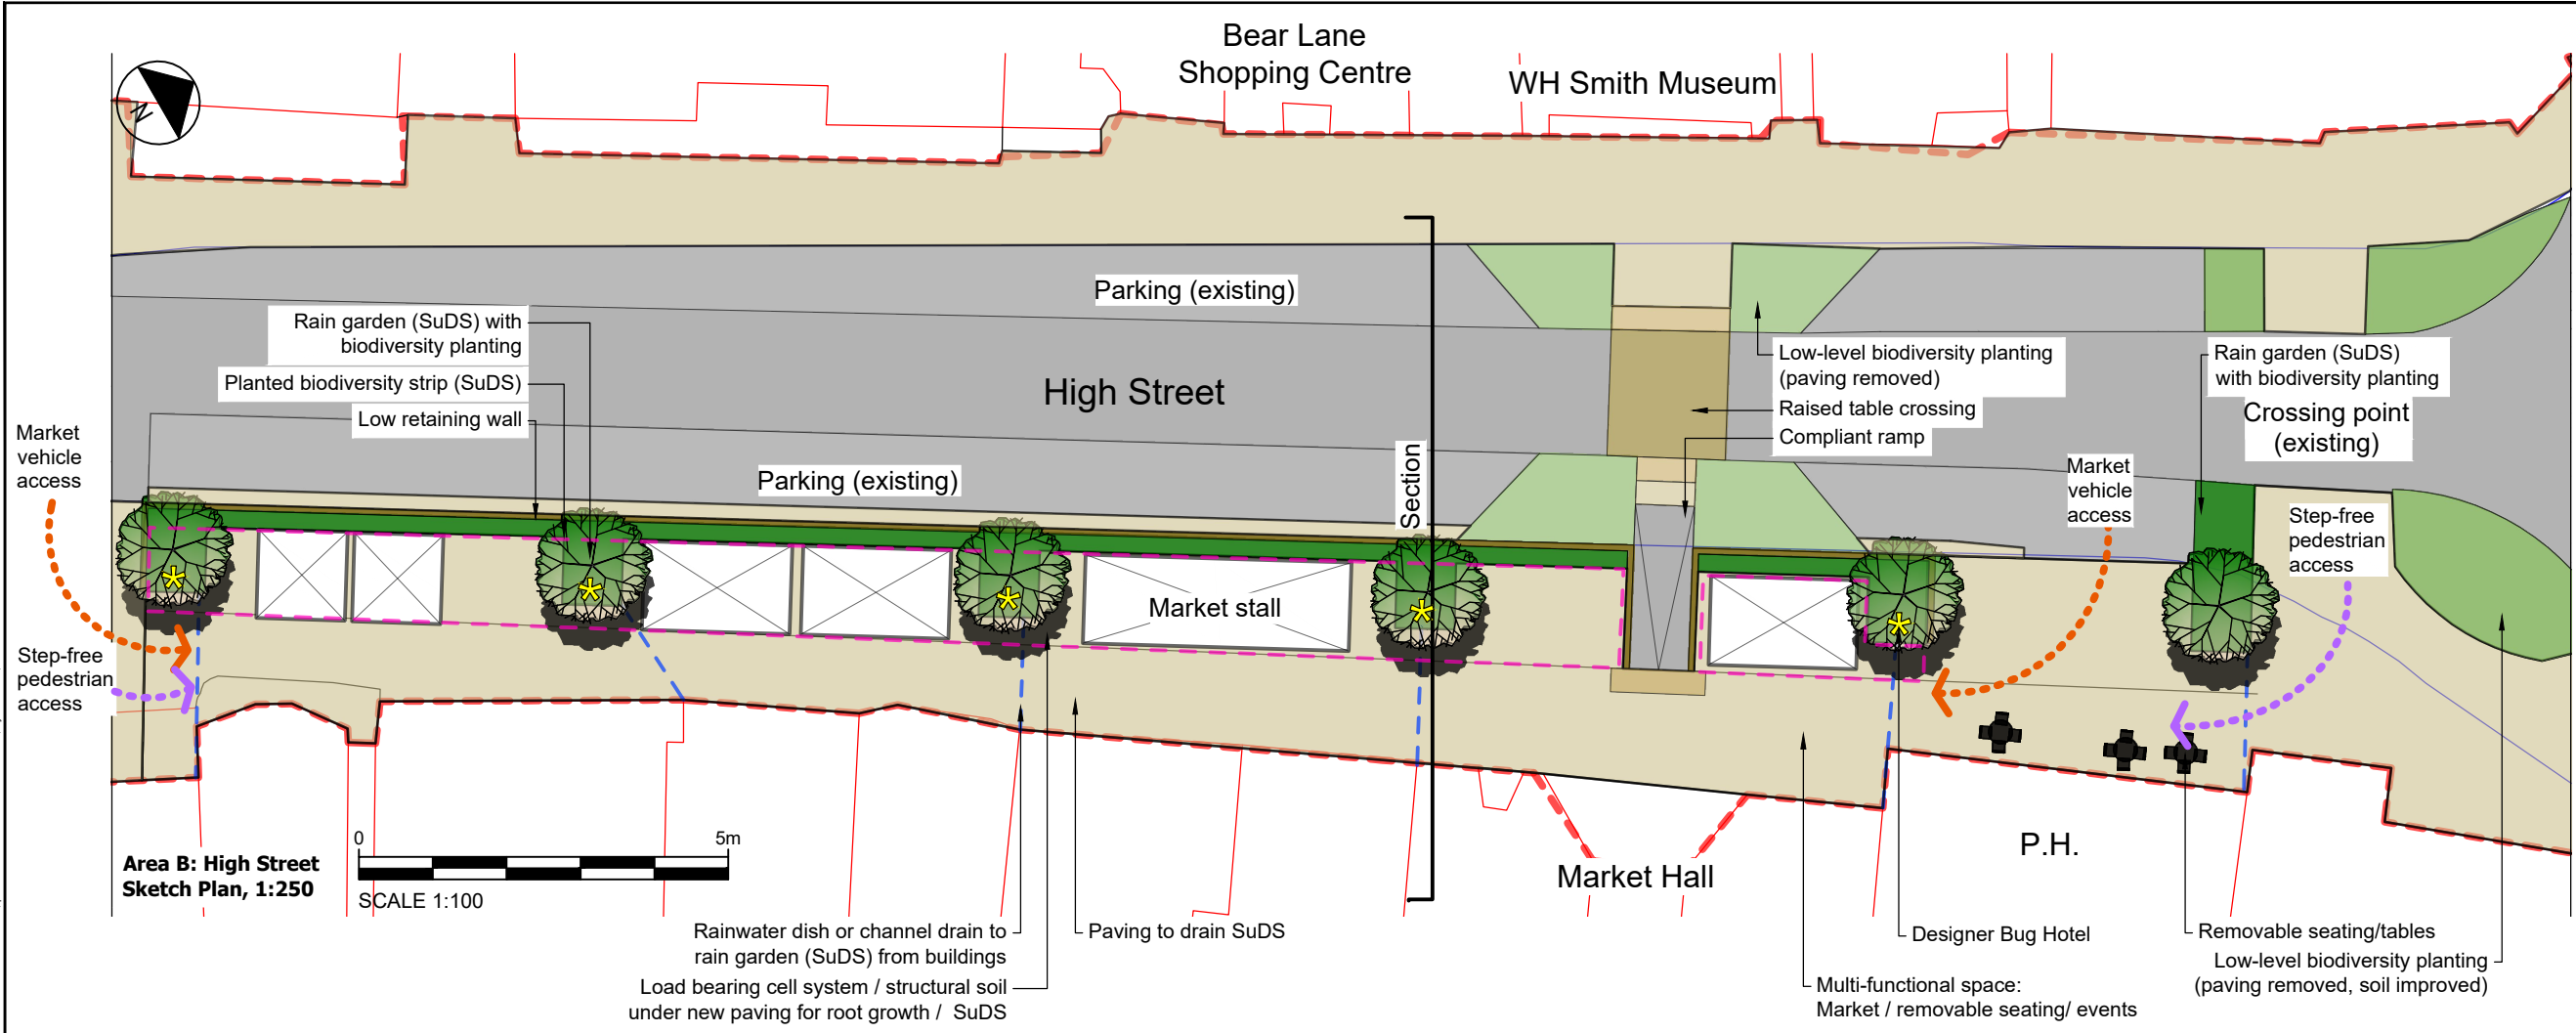 Bear Lane
Shopping Centre
WH Smith Museum
N
Parking (existing)
Rain garden (SuDS) with
biodiversity planting
Planted biodiversity strip (SuDS)
Low retaining wall
High Street
Low-level biodiversity planting
(paving removed)
Raised table crossing
Compliant ramp
Rain garden (SuDS)
with biodiversity planting
Crossing point
(existing)
Market
vehicle
access
Parking (existing)
Section
Market
vehicle
access
Step-free
pedestrian
access
Market stall
Step-free
pedestrian
access
Area B: High Street
Sketch Plan, 1:250
0
5m
SCALE 1:100
Market Hall
P.H.
Rainwater dish or channel drain to
rain garden (SuDS) from buildings
Load bearing cell system / structural soil
under new paving for root growth / SuDS
Paving to drain SuDS
Designer Bug Hotel
Multi-functional space:
Market / removable seating/ events
Removable seating/tables
Low-level biodiversity planting
(paving removed, soil improved)